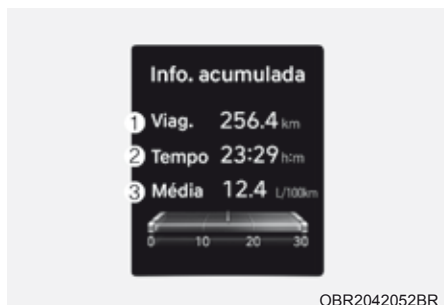 Info. acumulada
1 Viag. 256.4 km
2 Tempo 23:29 h:m
3 Média 12.4 L/100km
0 10 20 30
OBR2042052BR